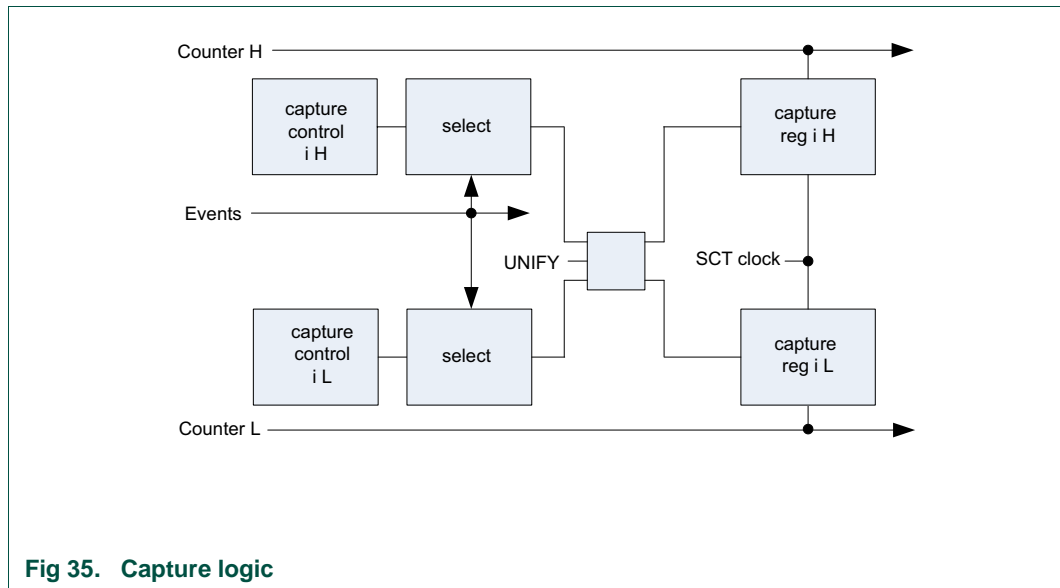 Counter H
capture
control
i H
select
capture
reg i H
Events
UNIFY
SCT clock
capture
control
i L
select
capture
reg i L
Counter L
Fig 35. Capture logic